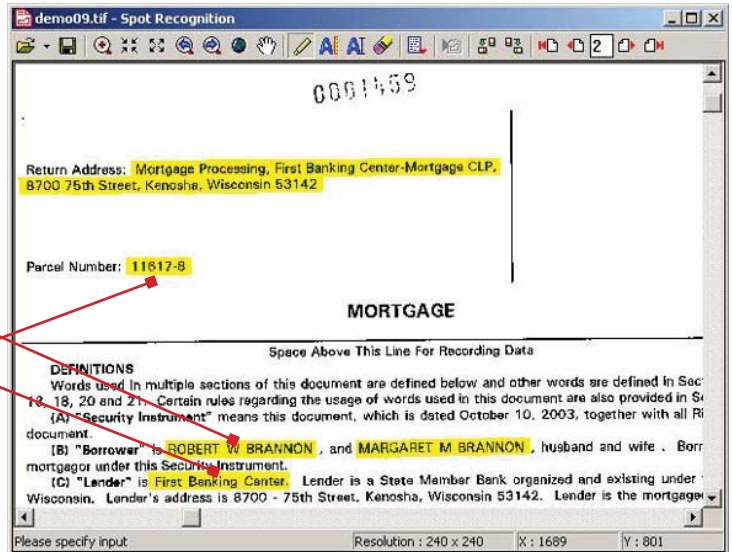 demo09.tif - Spot Recognition
2
0001459
Return Address: Mortgage Processing, First Banking Center-Mortgage CLP,
8700 75th Street, Kenosha, Wisconsin 53142
Parcel Number: 11617-8
MORTGAGE
Space Above This Line For Recording Data
DEFINITIONS
Words used in multiple sections of this document are defined below and other words are defined in Sec
18, 20 and 21. Certain rules regarding the usage of words used in this document are also provided in Se
(A) "Security Instrument" means this document, which is dated October 10, 2003, together with all Ri
document.
(B) "Borrower" is ROBERT W BRANNON , and MARGARET M BRANNON , husband and wife . Borr
mortgagor under this Security Instrument.
(C) "Lender" is First Banking Center. Lender is a State Member Bank organized and existing under
Wisconsin. Lender's address is 8700 - 75th Street, Kenosha, Wisconsin 53142. Lender is the mortgage
Please specify input Resolution : 240 x 240 X : 1689 Y : 801